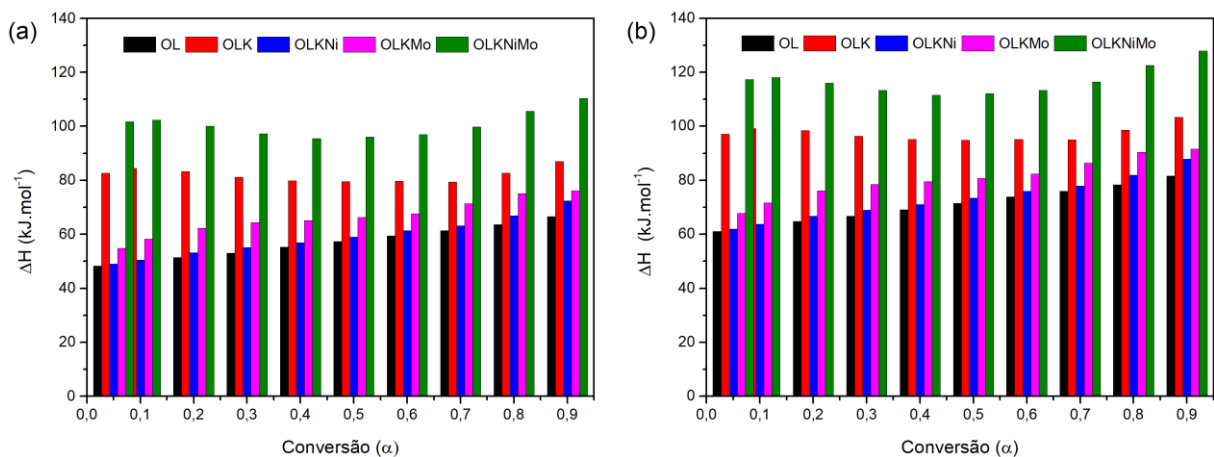 (a)
OL OLK OLKNi OLKMo OLKNiMo
140
120
100
80
60
40
20
0
ΔH (kJ.mol⁻¹)
0,0 0,1 0,2 0,3 0,4 0,5 0,6 0,7 0,8 0,9
Conversão (α)
(b)
OL OLK OLKNi OLKMo OLKNiMo
140
120
100
80
60
40
20
0
ΔH (kJ.mol⁻¹)
0,0 0,1 0,2 0,3 0,4 0,5 0,6 0,7 0,8 0,9
Conversão (α)